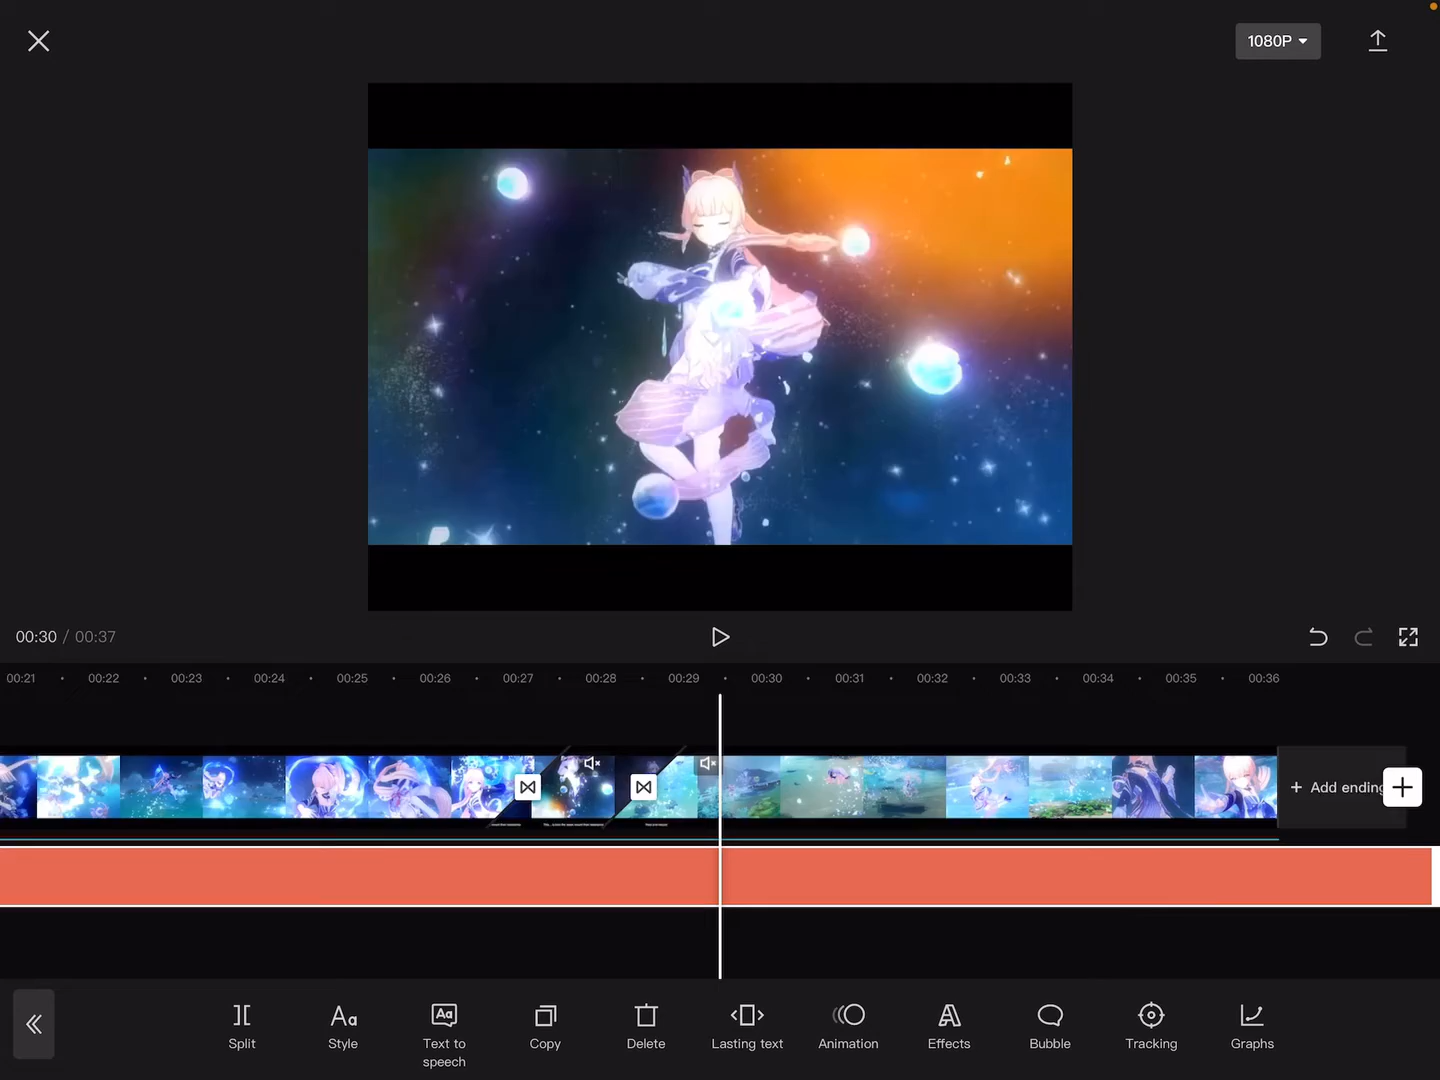 1080P
00:30 / 00:37
00:21 00:22 00:23 00:24 00:25 00:26 00:27 00:28 00:29 00:30 00:31 00:32 00:33 00:34 00:35 00:36
+ Add ending
Split
Style
Text to
speech
Copy
Delete
Lasting text
Animation
Effects
Bubble
Tracking
Graphs